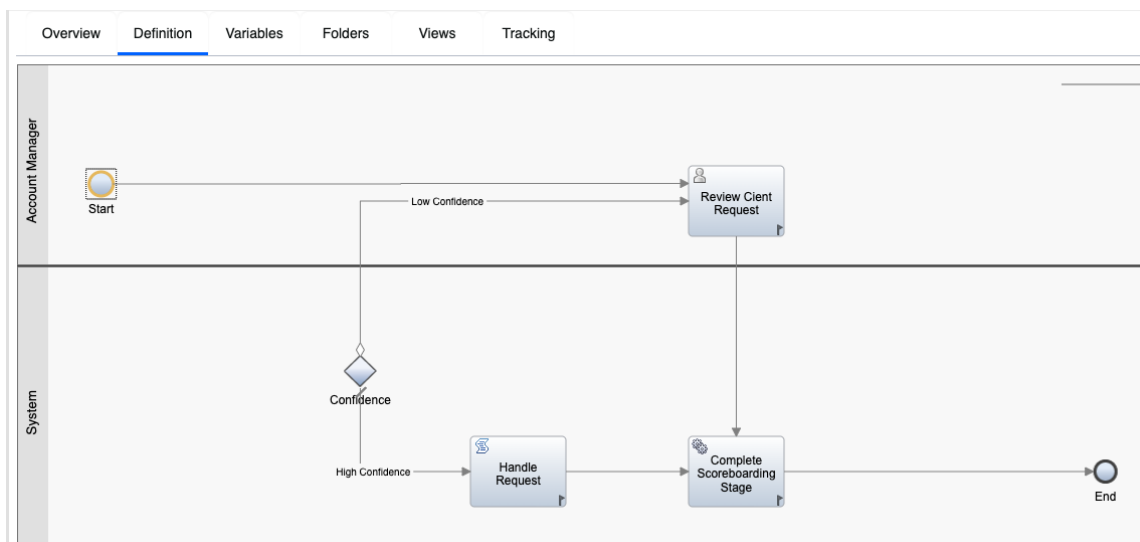 Overview Definition Variables Folders Views Tracking
Account Manager
Start
Low Confidence
Review Cient
Request
System
Confidence
High Confidence
Handle
Request
Complete
Scoreboarding
Stage
End